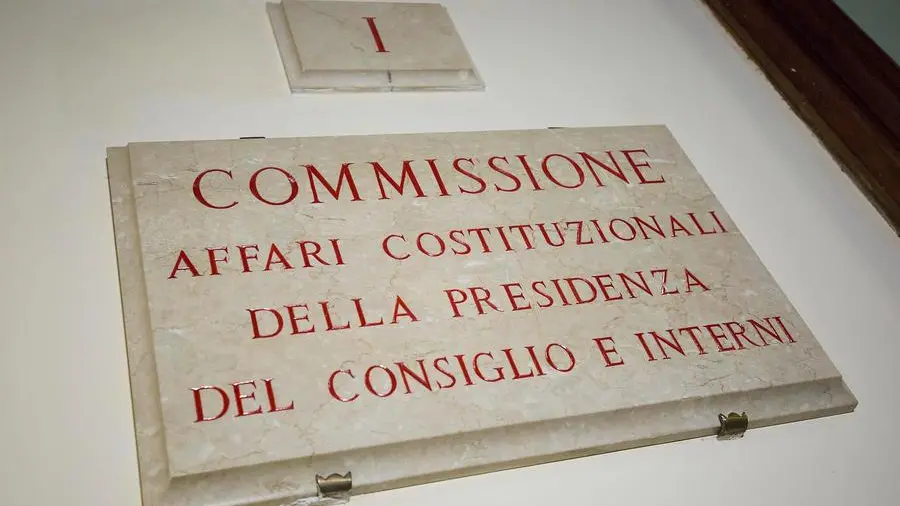 I
COMMISSIONE
AFFARI COSTITUZIONALI
DELLA PRESIDENZA
DEL CONSIGLIO E INTERNI